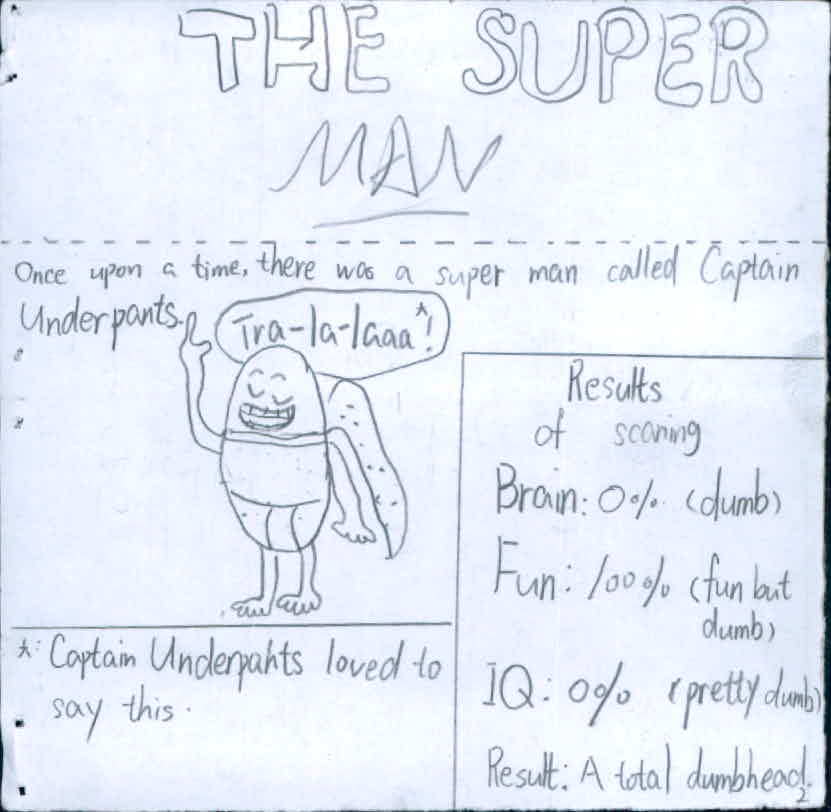 THE SUPER
MAN
Once upon a time, there was a super man called Captain
Underpants.
Tra-la-laaa*!
*: Captain Underpants loved to
say this.
Results
of scoring
Brain: 0% (dumb)
Fun: 100% (fun but
dumb)
IQ: 0% (pretty dumb)
Result: A total dumbhead.
2